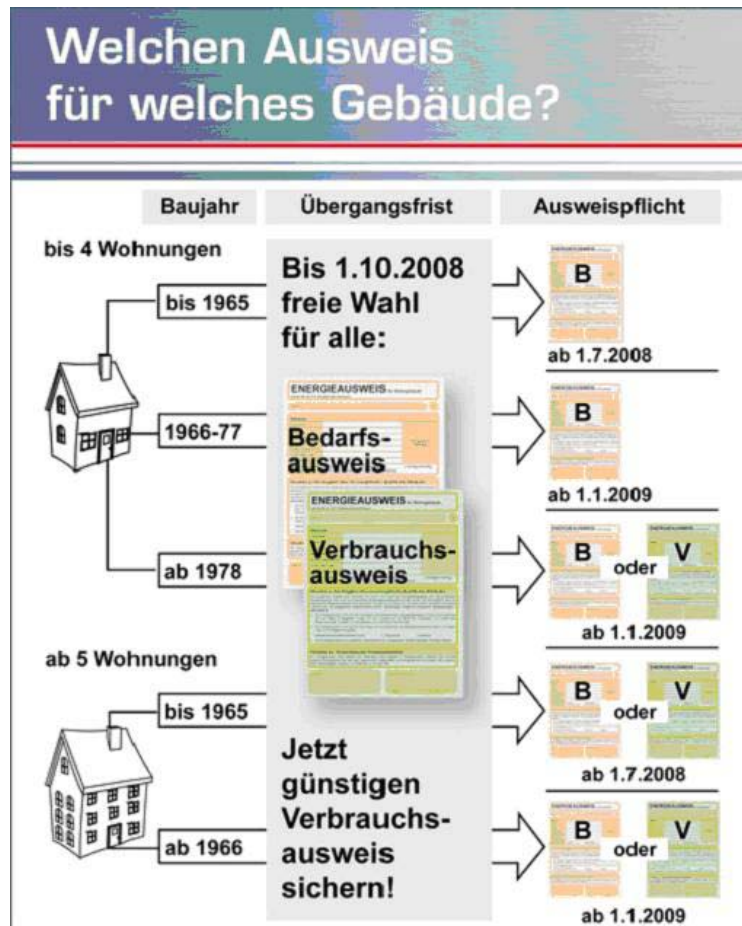 Welchen Ausweis
für welches Gebäude?
Baujahr
Übergangsfrist
Ausweispflicht
bis 4 Wohnungen
Bis 1.10.2008
freie Wahl
für alle:
bis 1965
B
ab 1.7.2008
ENERGIEAUSWEIS
Bedarfs-
ausweis
1966-77
B
ab 1.1.2009
ENERGIEAUSWEIS
Verbrauchs-
ausweis
ab 1978
B oder V
ab 1.1.2009
ab 5 Wohnungen
bis 1965
B oder V
ab 1.7.2008
Jetzt
günstigen
Verbrauchs-
ausweis
sichern!
ab 1966
B oder V
ab 1.1.2009